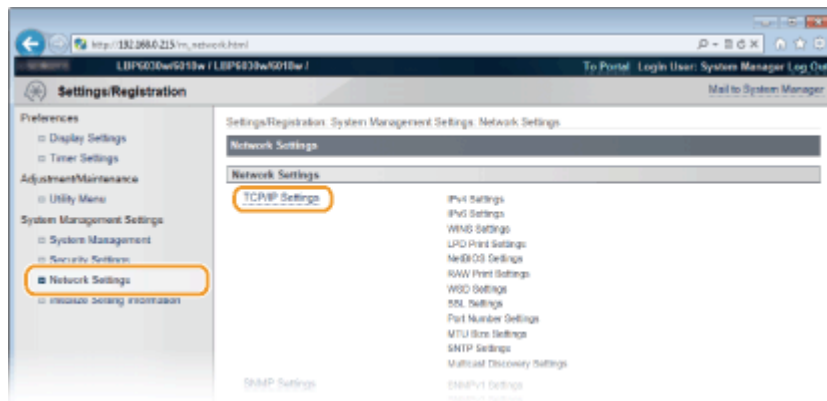 http://192.168.0.215/m_network.html
LBP6030w/6018w / LBP6030w/6018w /
To Portal Login User: System Manager Log Out
Settings/Registration
Mail to System Manager
Preferences
Display Settings
Timer Settings
Adjustment/Maintenance
Utility Menu
System Management Settings
System Management
Security Settings
Network Settings
Initialize Setting Information
Settings/Registration: System Management Settings: Network Settings
Network Settings
Network Settings
TCP/IP Settings
IPv4 Settings
IPv6 Settings
WINS Settings
LPD Print Settings
NetBIOS Settings
RAW Print Settings
WSD Settings
SSL Settings
Port Number Settings
MTU Size Settings
SNTP Settings
Multicast Discovery Settings
SNMP Settings
SNMPv1 Settings